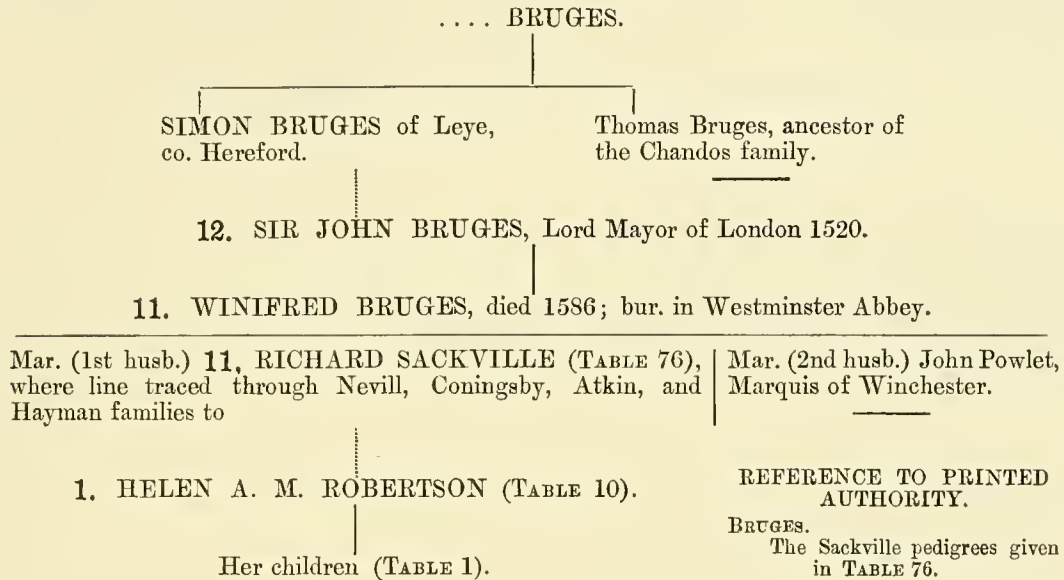 .... BRUGES.
SIMON BRUGES of Leye,
co. Hereford.
Thomas Bruges, ancestor of
the Chandos family.
12. SIR JOHN BRUGES, Lord Mayor of London 1520.
11. WINIFRED BRUGES, died 1586; bur. in Westminster Abbey.
Mar. (1st husb.) 11, RICHARD SACKVILLE (TABLE 76),
where line traced through Nevill, Coningsby, Atkin, and
Hayman families to
Mar. (2nd husb.) John Powlet,
Marquis of Winchester.
1. HELEN A. M. ROBERTSON (TABLE 10).
Her children (TABLE 1).
REFERENCE TO PRINTED
AUTHORITY.
BRUGES.
The Sackville pedigrees given
in TABLE 76.